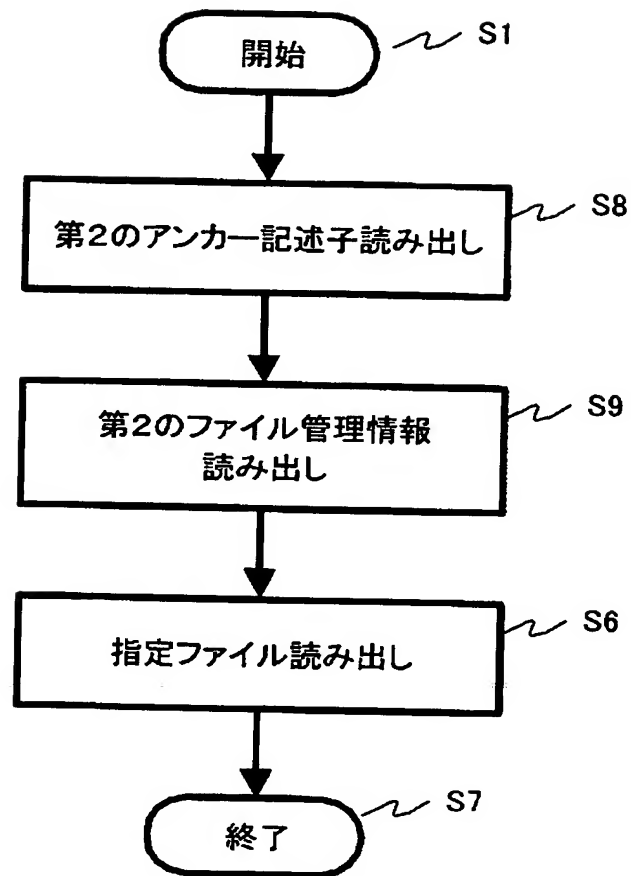 開始
S1
第2のアンカー記述子読み出し
S8
第2のファイル管理情報
読み出し
S9
指定ファイル読み出し
S6
終了
S7